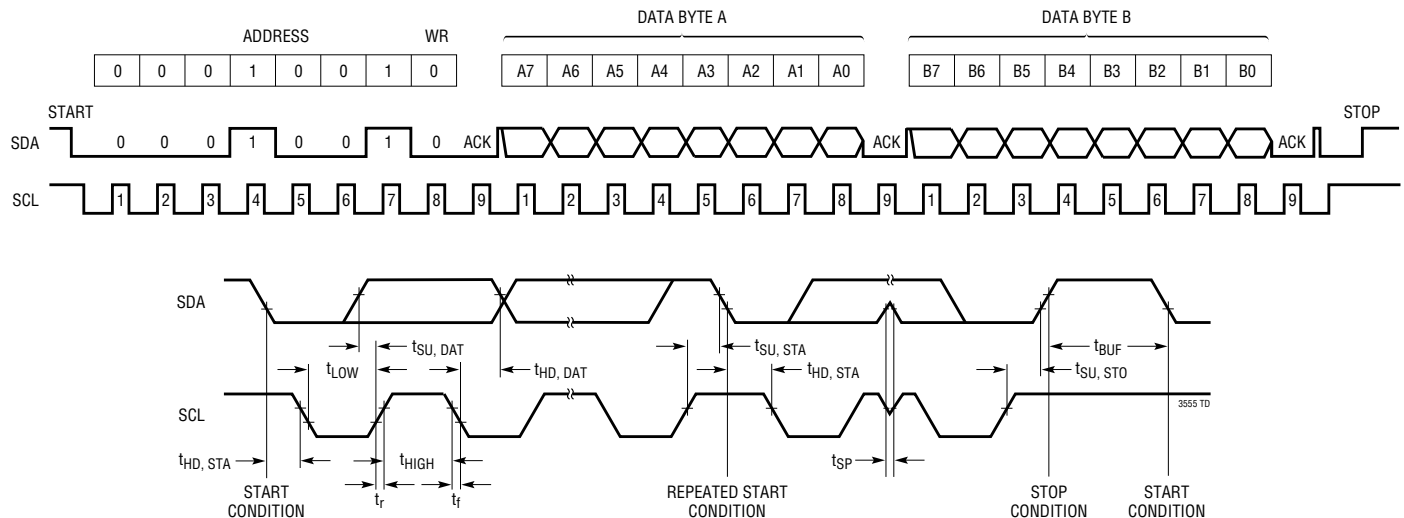 DATA BYTE A DATA BYTE B
ADDRESS WR
0 0 0 1 0 0 1 0 A7 A6 A5 A4 A3 A2 A1 A0 B7 B6 B5 B4 B3 B2 B1 B0
START STOP
SDA 0 0 0 1 0 0 1 0 ACK ACK ACK
SCL 1 2 3 4 5 6 7 8 9 1 2 3 4 5 6 7 8 9 1 2 3 4 5 6 7 8 9
SDA
tSU, DAT tSU, STA tBUF
tLOW tHD, DAT tHD, STA tSU, STO
SCL 3555 TD
tHD, STA tHIGH tSP
tr tf
START CONDITION
REPEATED START CONDITION
STOP CONDITION
START CONDITION